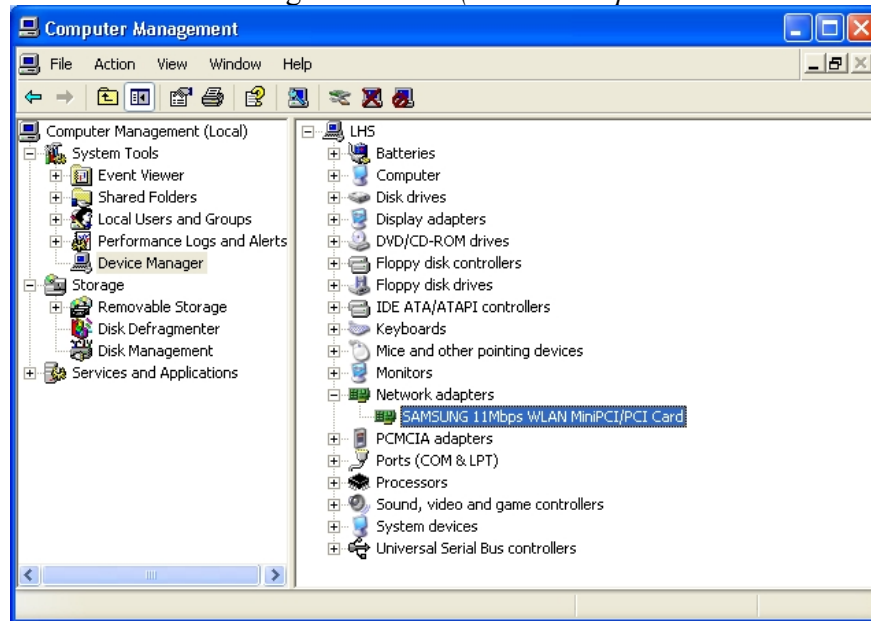 Computer Management
File Action View Window Help
Computer Management (Local)
System Tools
Event Viewer
Shared Folders
Local Users and Groups
Performance Logs and Alerts
Device Manager
Storage
Removable Storage
Disk Defragmenter
Disk Management
Services and Applications
LHS
Batteries
Computer
Disk drives
Display adapters
DVD/CD-ROM drives
Floppy disk controllers
Floppy disk drives
IDE ATA/ATAPI controllers
Keyboards
Mice and other pointing devices
Monitors
Network adapters
SAMSUNG 11Mbps WLAN MiniPCI/PCI Card
PCMCIA adapters
Ports (COM & LPT)
Processors
Sound, video and game controllers
System devices
Universal Serial Bus controllers